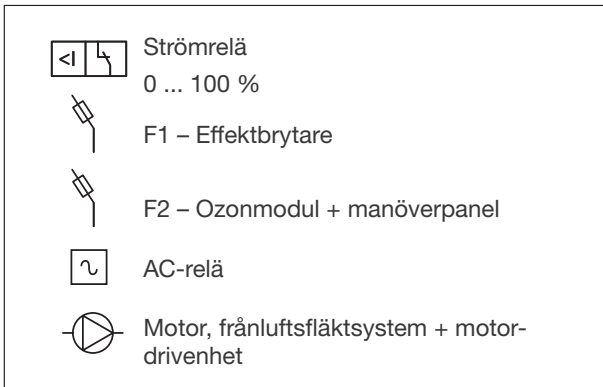 <I
Strömrelä
0 ... 100 %
F1 – Effektbrytare
F2 – Ozonmodul + manöverpanel
AC-relä
Motor, frånluftsfläktsystem + motor-
drivenhet